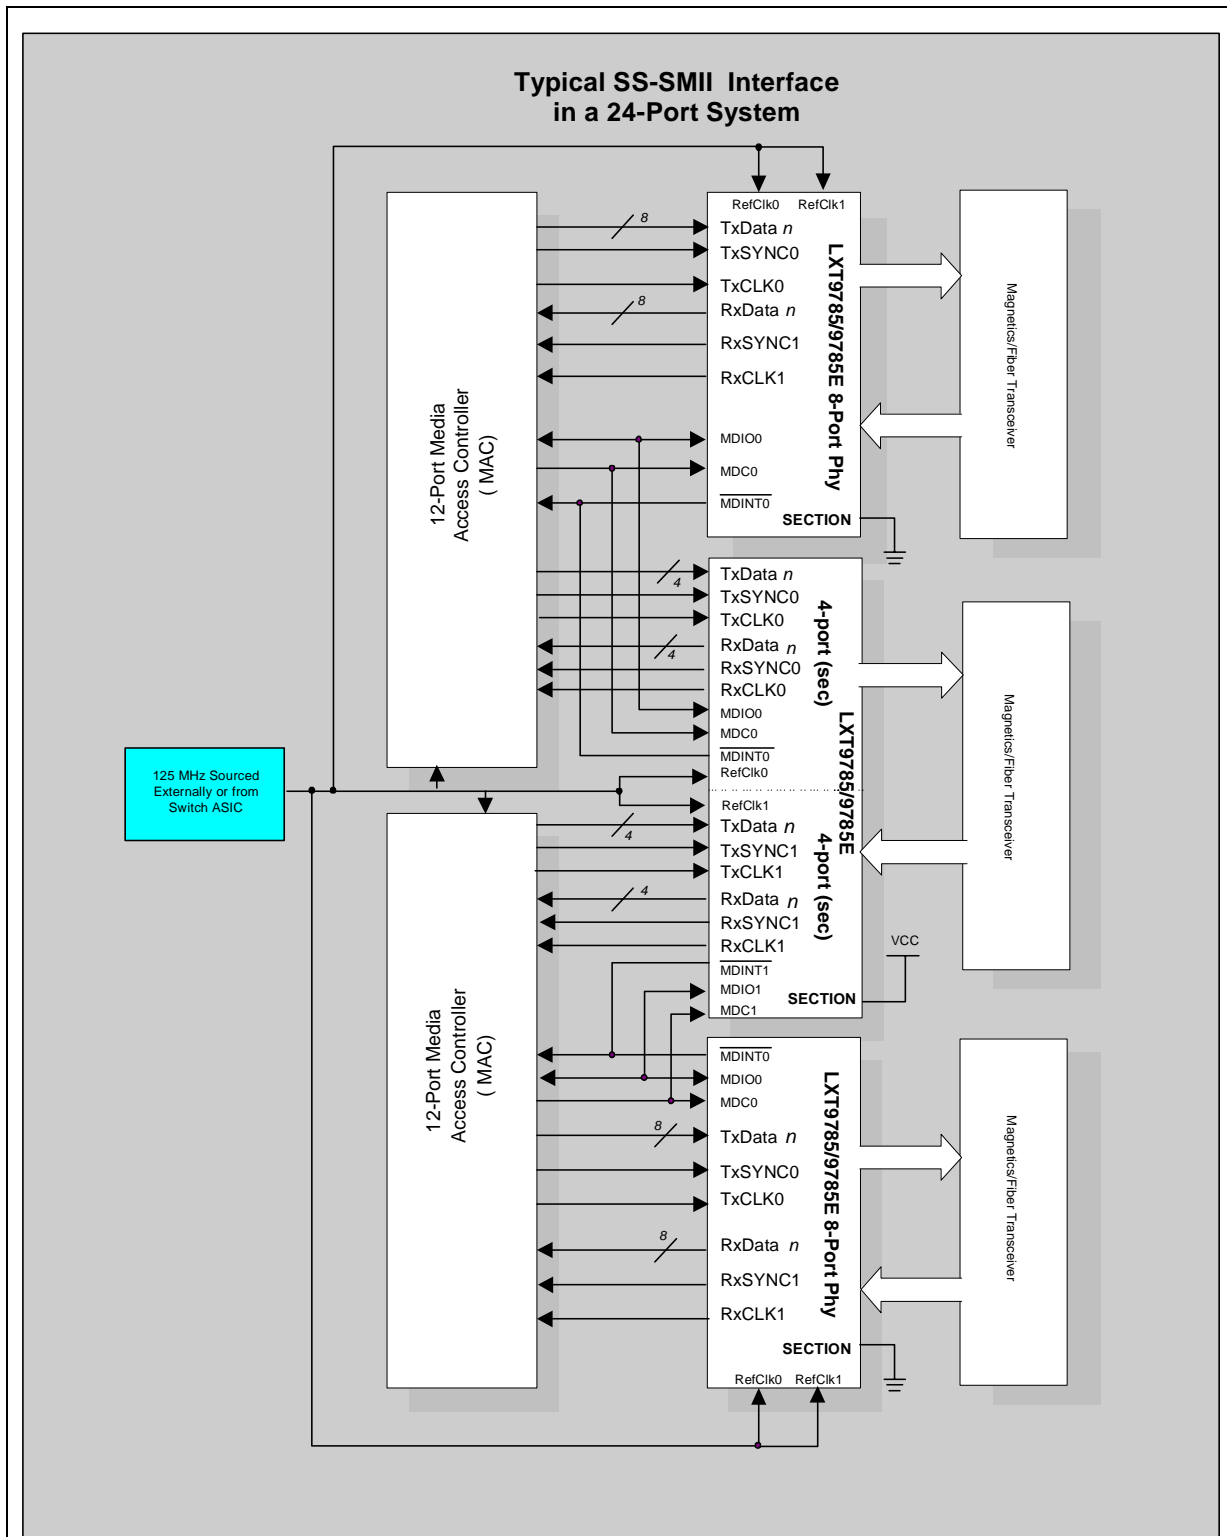 Typical SS-SMII Interface
in a 24-Port System
RefClk0 RefClk1
8
TxData n
TxSYNC0
TxCLK0
8
RxData n
RxSYNC1
RxCLK1
MDIO0
MDC0
MDINT0
SECTION
LXT9785/9785E 8-Port Phy
Magnetics/Fiber Transceiver
12-Port Media
Access Controller
( MAC)
4
TxData n
TxSYNC0
TxCLK0
4
RxData n
RxSYNC0
RxCLK0
MDIO0
MDC0
MDINT0
RefClk0
4-port (sec)
LXT9785/9785E
Magnetics/Fiber Transceiver
125 MHz Sourced
Externally or from
Switch ASIC
RefClk1
4
TxData n
TxSYNC1
TxCLK1
4
RxData n
RxSYNC1
RxCLK1
MDINT1
MDIO1
MDC1
4-port (sec)
VCC
SECTION
12-Port Media
Access Controller
( MAC)
MDINT0
MDIO0
MDC0
8
TxData n
TxSYNC0
TxCLK0
8
RxData n
RxSYNC1
RxCLK1
SECTION
RefClk0 RefClk1
LXT9785/9785E 8-Port Phy
Magnetics/Fiber Transceiver